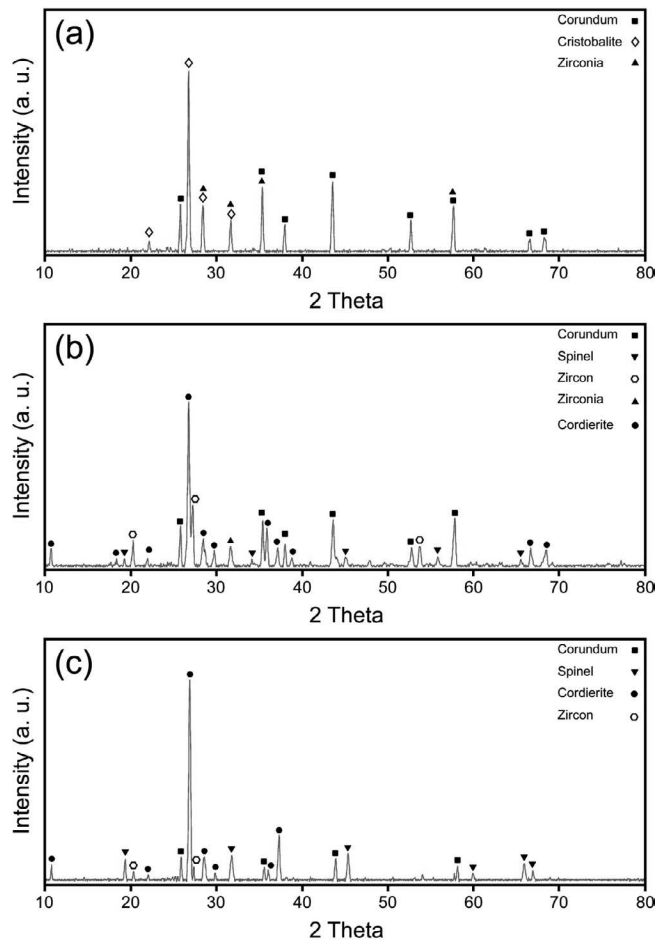 (a)
Corundum
Cristobalite
Zirconia
Intensity (a. u.)
10 20 30 40 50 60 70 80
2 Theta
(b)
Corundum
Spinel
Zircon
Zirconia
Cordierite
Intensity (a. u.)
10 20 30 40 50 60 70 80
2 Theta
(c)
Corundum
Spinel
Cordierite
Zircon
Intensity (a. u.)
10 20 30 40 50 60 70 80
2 Theta